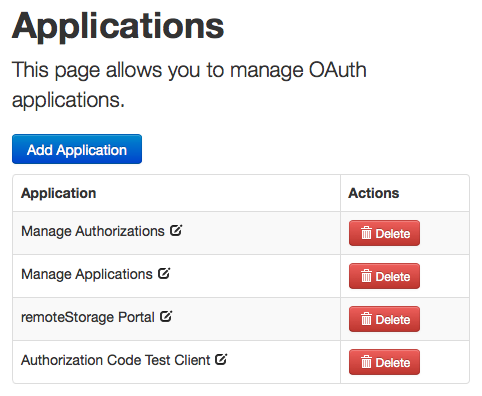 Applications
This page allows you to manage OAuth
applications.
Add Application
Application Actions
Manage Authorizations Delete
Manage Applications Delete
remoteStorage Portal Delete
Authorization Code Test Client Delete